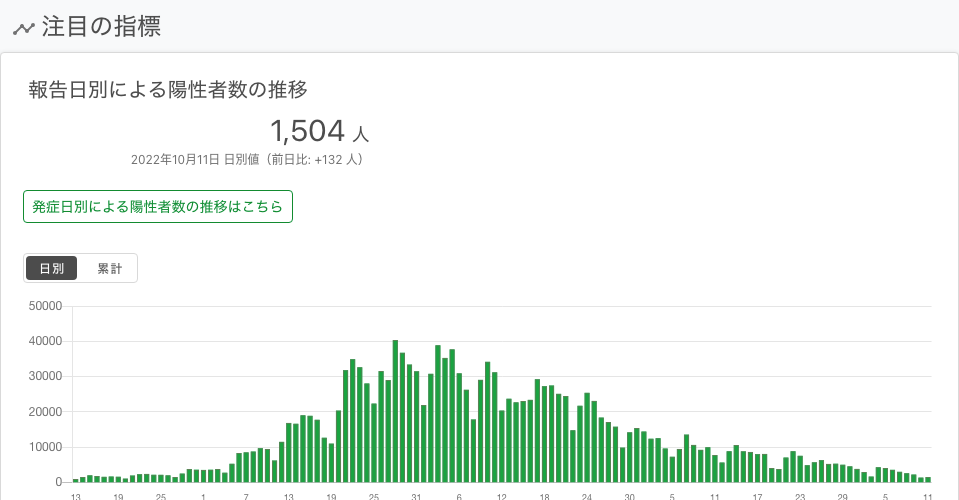 注目の指標
報告日別による陽性者数の推移
1,504 人
2022年10月11日 日別値（前日比: +132 人）
発症日別による陽性者数の推移はこちら
日別 累計
50000
40000
30000
20000
10000
0
13 19 25 1 7 13 19 25 31 6 12 18 24 30 5 11 17 23 29 5 11